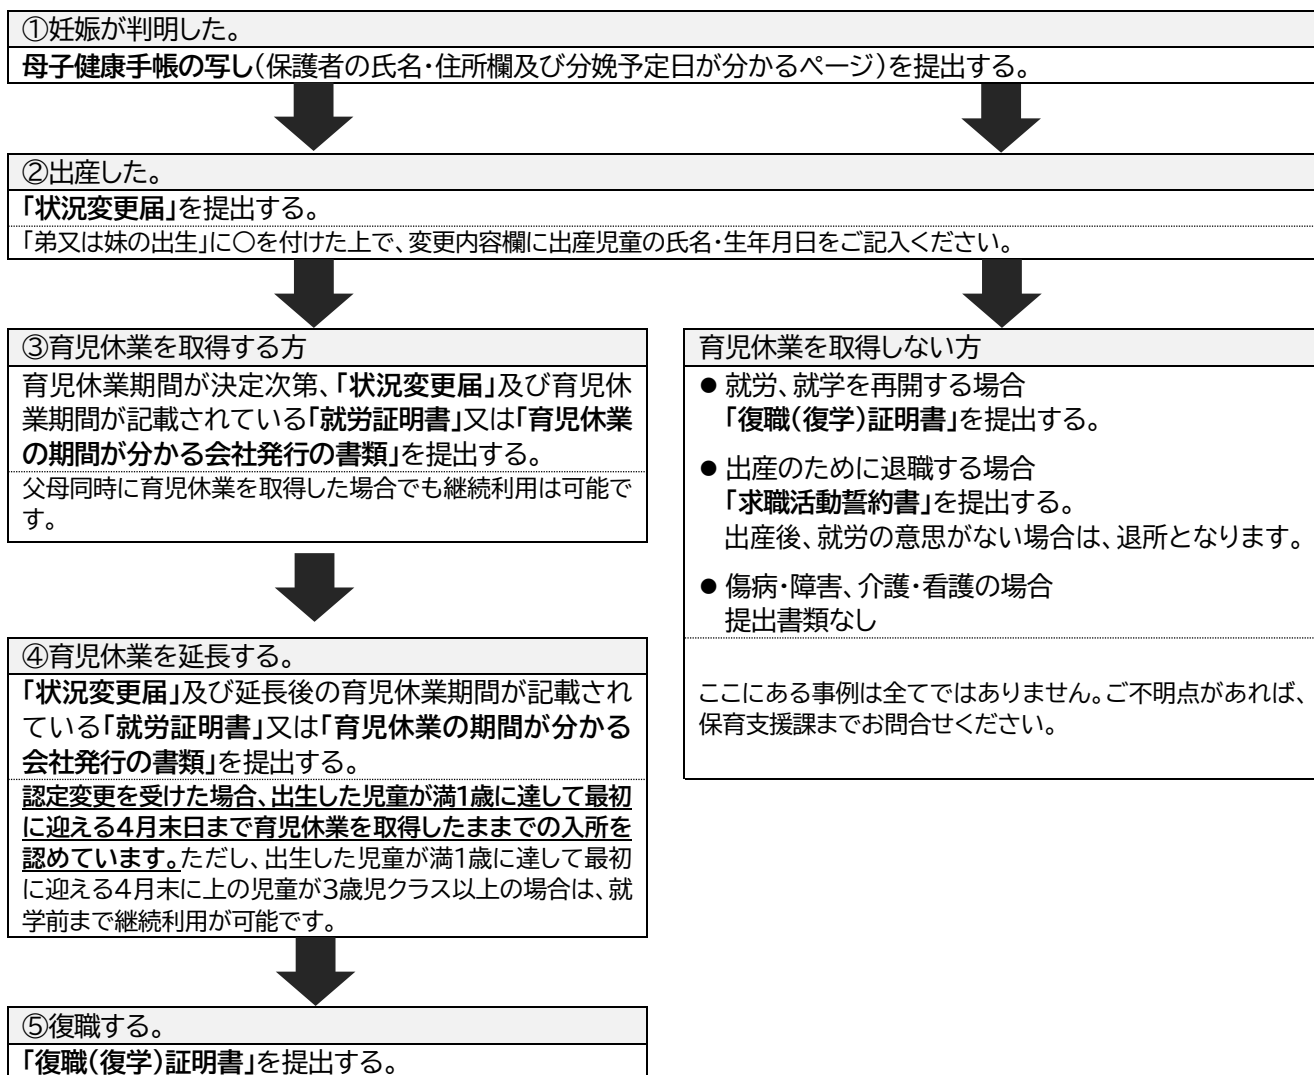 ①妊娠が判明した。
母子健康手帳の写し(保護者の氏名・住所欄及び分娩予定日が分かるページ)を提出する。
②出産した。
「状況変更届」を提出する。
「弟又は妹の出生」に○を付けた上で、変更内容欄に出産児童の氏名・生年月日をご記入ください。
③育児休業を取得する方
育児休業期間が決定次第、「状況変更届」及び育児休
業期間が記載されている「就労証明書」又は「育児休業
の期間が分かる会社発行の書類」を提出する。
父母同時に育児休業を取得した場合でも継続利用は可能で
す。
④育児休業を延長する。
「状況変更届」及び延長後の育児休業期間が記載され
ている「就労証明書」又は「育児休業の期間が分かる
会社発行の書類」を提出する。
認定変更を受けた場合、出生した児童が満1歳に達して最初
に迎える4月末日まで育児休業を取得したままでの入所を
認めています。ただし、出生した児童が満1歳に達して最初
に迎える4月末に上の児童が3歳児クラス以上の場合は、就
学前まで継続利用が可能です。
⑤復職する。
「復職(復学)証明書」を提出する。
育児休業を取得しない方
● 就労、就学を再開する場合
「復職(復学)証明書」を提出する。
● 出産のために退職する場合
「求職活動誓約書」を提出する。
出産後、就労の意思がない場合は、退所となります。
● 傷病・障害、介護・看護の場合
提出書類なし
ここにある事例は全てではありません。ご不明点があれば、
保育支援課までお問合せください。